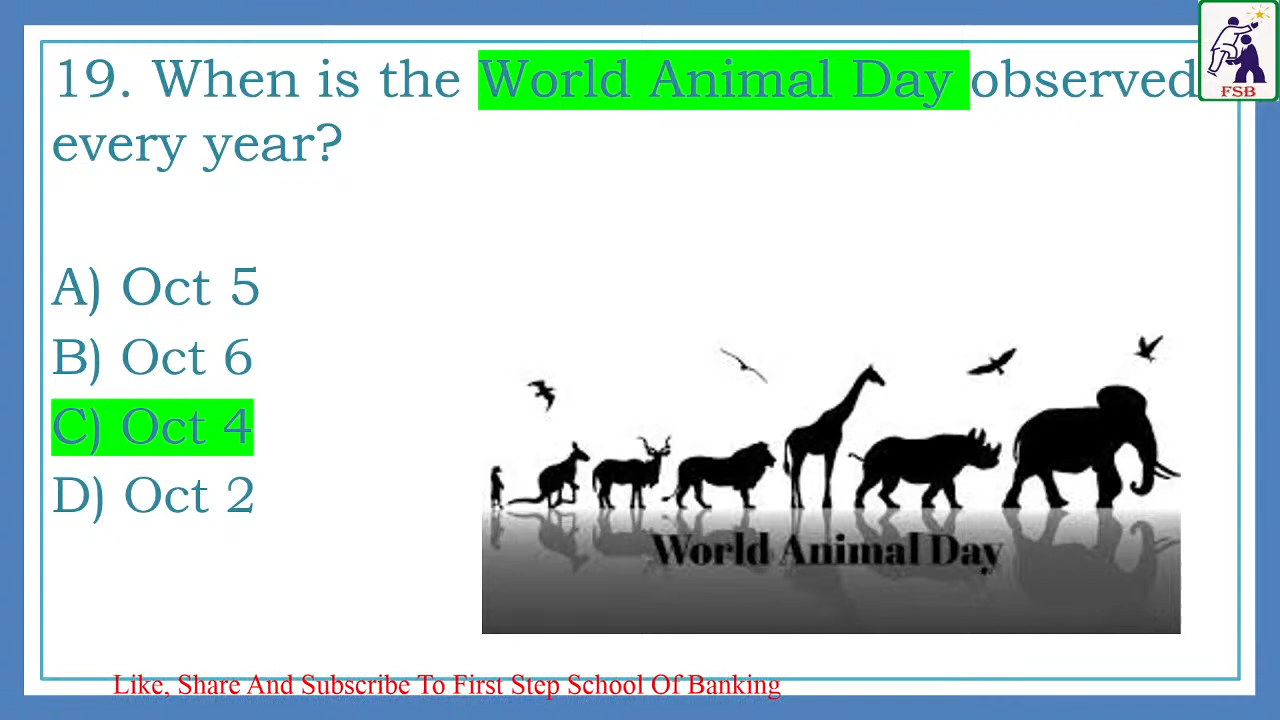 19. When is the World Animal Day observed
every year?
A) Oct 5
B) Oct 6
C) Oct 4
D) Oct 2
World Animal Day
Like, Share And Subscribe To First Step School Of Banking
FSB